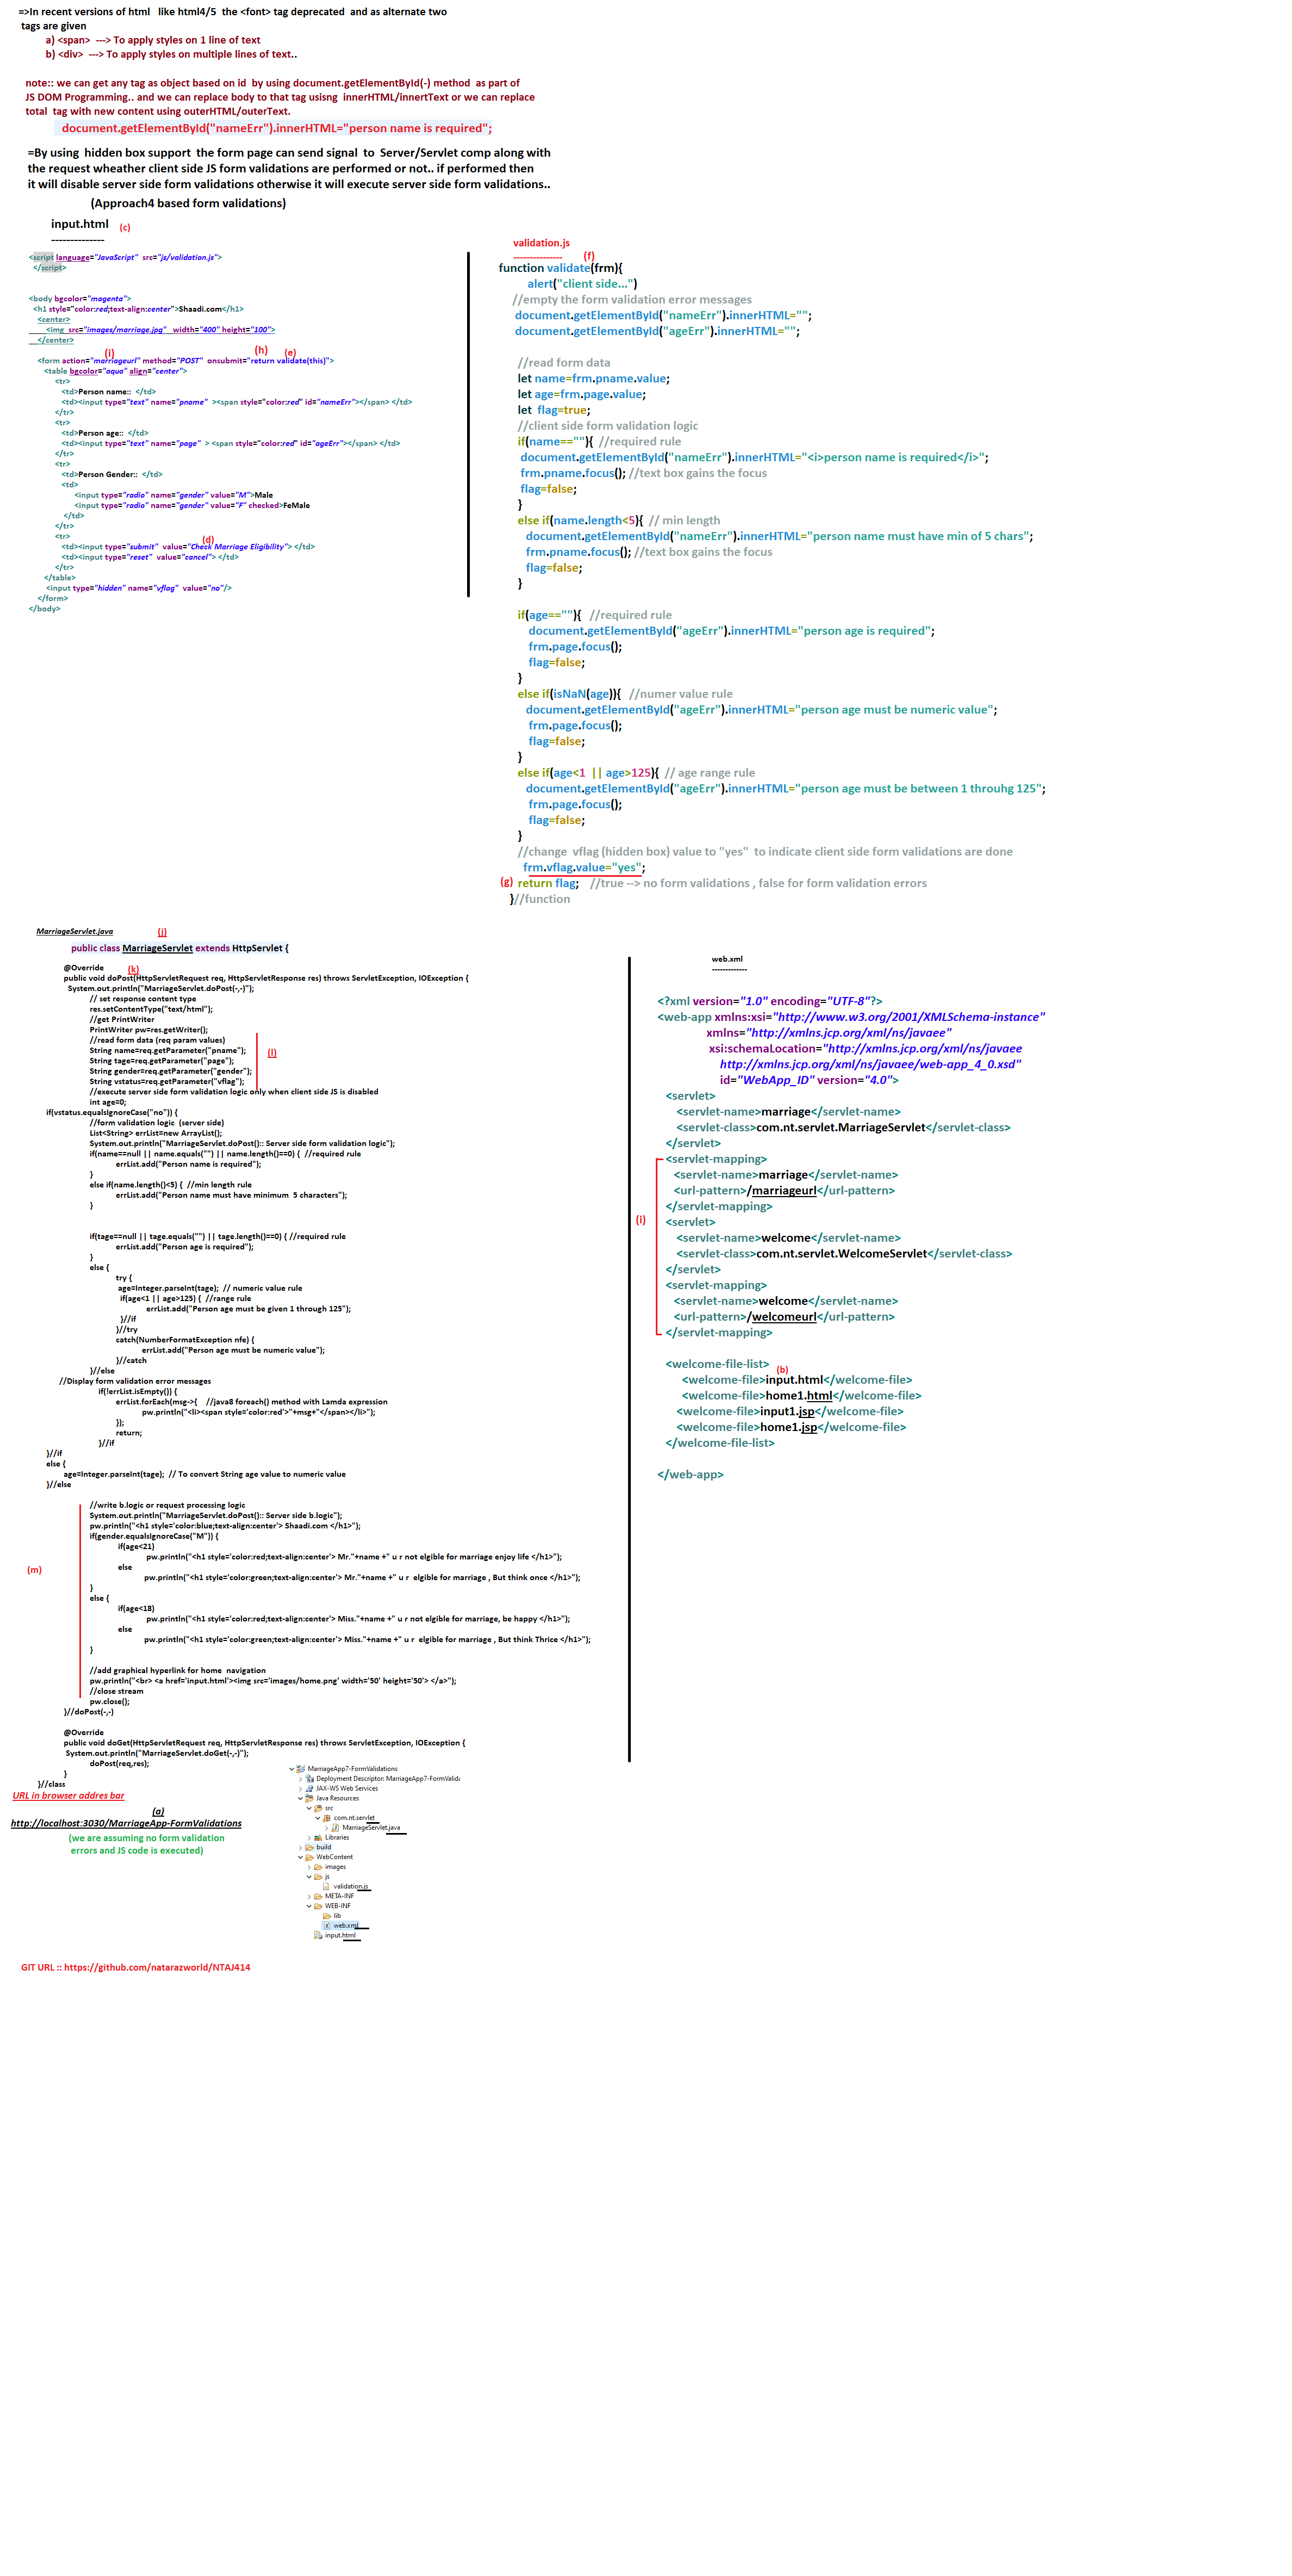 =>In recent versions of html   like html4/5  the <font> tag deprecated  and as alternate two
tags are given
a) <span>  ---> To apply styles on 1 line of text
b) <div>  ---> To apply styles on multiple lines of text..
note:: we can get any tag as object based on id  by using document.getElementById(-) method  as part of
JS DOM Programming.. and we can replace body to that tag usisng  innerHTML/innertText or we can replace
total  tag with new content using outerHTML/outerText.
document.getElementById("nameErr").innerHTML="person name is required";
=By using  hidden box support  the form page can send signal  to  Server/Servlet comp along with
the request wheather client side JS form validations are performed or not.. if performed then
it will disable server side form validations otherwise it will execute server side form validations..
(Approach4 based form validations)
input.html (c)
--------------
<script language="JavaScript"  src="js/validation.js">
</script>
<body bgcolor="magenta">
<h1 style="color:red;text-align:center">Shaadi.com</h1>
<center>
<img  src="images/marriage.jpg"  width="400" height="100">
</center>
(i) (h) (e)
<form action="marriageurl" method="POST"  onsubmit="return validate(this)">
<table bgcolor="aqua" align="center">
<tr>
<td>Person name::  </td>
<td><input type="text" name="pname"  ><span style="color:red" id="nameErr"></span> </td>
</tr>
<tr>
<td>Person age::  </td>
<td><input type="text" name="page"  > <span style="color:red" id="ageErr"></span> </td>
</tr>
<tr>
<td>Person Gender::  </td>
<td>
<input type="radio" name="gender" value="M">Male
<input type="radio" name="gender" value="F" checked>FeMale
</td>
</tr>
<tr>
(d)
<td><input type="submit"  value="Check Marriage Eligibility"> </td>
<td><input type="reset"  value="cancel"> </td>
</tr>
</table>
<input type="hidden" name="vflag"  value="no"/>
</form>
</body>
validation.js
---------------- (f)
function validate(frm){
alert("client side...")
//empty the form validation error messages
document.getElementById("nameErr").innerHTML="";
document.getElementById("ageErr").innerHTML="";
//read form data
let name=frm.pname.value;
let age=frm.page.value;
let  flag=true;
//client side form validation logic
if(name==""){  //required rule
document.getElementById("nameErr").innerHTML="<i>person name is required</i>";
frm.pname.focus(); //text box gains the focus
flag=false;
}
else if(name.length<5){  // min length
document.getElementById("nameErr").innerHTML="person name must have min of 5 chars";
frm.pname.focus(); //text box gains the focus
flag=false;
}
if(age==""){   //required rule
document.getElementById("ageErr").innerHTML="person age is required";
frm.page.focus();
flag=false;
}
else if(isNaN(age)){   //numer value rule
document.getElementById("ageErr").innerHTML="person age must be numeric value";
frm.page.focus();
flag=false;
}
else if(age<1  || age>125){  // age range rule
document.getElementById("ageErr").innerHTML="person age must be between 1 throuhg 125";
frm.page.focus();
flag=false;
}
//change  vflag (hidden box) value to "yes"  to indicate client side form validations are done
frm.vflag.value="yes";
(g) return flag;    //true --> no form validations , false for form validation errors
}//function
MarriageServlet.java (j)
public class MarriageServlet extends HttpServlet {
@Override (k)
public void doPost(HttpServletRequest req, HttpServletResponse res) throws ServletException, IOException {
System.out.println("MarriageServlet.doPost(-,-)");
// set response content type
res.setContentType("text/html");
//get PrintWriter
PrintWriter pw=res.getWriter();
//read form data (req param values)
String name=req.getParameter("pname");
String tage=req.getParameter("page"); (l)
String gender=req.getParameter("gender");
String vstatus=req.getParameter("vflag");
//execute server side form validation logic only when client side JS is disabled
int age=0;
if(vstatus.equalsIgnoreCase("no")) {
//form validation logic  (server side)
List<String> errList=new ArrayList();
System.out.println("MarriageServlet.doPost():: Server side form validation logic");
if(name==null || name.equals("") || name.length()==0) {  //required rule
errList.add("Person name is required");
}
else if(name.length()<5) {  //min length rule
errList.add("Person name must have minimum  5 characters");
}
if(tage==null || tage.equals("") || tage.length()==0) { //required rule
errList.add("Person age is required");
}
else {
try {
age=Integer.parseInt(tage);  // numeric value rule
if(age<1 || age>125) {  //range rule
errList.add("Person age must be given 1 through 125");
}//if
}//try
catch(NumberFormatException nfe) {
errList.add("Person age must be numeric value");
}//catch
}//else
//Display form validation error messages
if(!errList.isEmpty()) {
errList.forEach(msg->{    //java8 foreach() method with Lamda expression
pw.println("<li><span style='color:red'>"+msg+"</span></li>");
});
return;
}//if
}//if
else {
age=Integer.parseInt(tage);  // To convert String age value to numeric value
}//else
//write b.logic or request processing logic
System.out.println("MarriageServlet.doPost():: Server side b.logic");
pw.println("<h1 style='color:blue;text-align:center'> Shaadi.com </h1>");
if(gender.equalsIgnoreCase("M")) {
if(age<21)
pw.println("<h1 style='color:red;text-align:center'> Mr."+name +" u r not elgible for marriage enjoy life </h1>");
(m) else
pw.println("<h1 style='color:green;text-align:center'> Mr."+name +" u r  elgible for marriage , But think once </h1>");
}
else {
if(age<18)
pw.println("<h1 style='color:red;text-align:center'> Miss."+name +" u r not elgible for marriage, be happy </h1>");
else
pw.println("<h1 style='color:green;text-align:center'> Miss."+name +" u r  elgible for marriage , But think Thrice </h1>");
}
//add graphical hyperlink for home  navigation
pw.println("<br> <a href='input.html'><img src='images/home.png' width='50' height='50'> </a>");
//close stream
pw.close();
}//doPost(-,-)
@Override
public void doGet(HttpServletRequest req, HttpServletResponse res) throws ServletException, IOException {
System.out.println("MarriageServlet.doGet(-,-)");
doPost(req,res);
}
}//class
web.xml
-------------
<?xml version="1.0" encoding="UTF-8"?>
<web-app xmlns:xsi="http://www.w3.org/2001/XMLSchema-instance"
xmlns="http://xmlns.jcp.org/xml/ns/javaee"
xsi:schemaLocation="http://xmlns.jcp.org/xml/ns/javaee
http://xmlns.jcp.org/xml/ns/javaee/web-app_4_0.xsd"
id="WebApp_ID" version="4.0">
<servlet>
<servlet-name>marriage</servlet-name>
<servlet-class>com.nt.servlet.MarriageServlet</servlet-class>
</servlet>
<servlet-mapping>
<servlet-name>marriage</servlet-name>
<url-pattern>/marriageurl</url-pattern>
</servlet-mapping>
(i) <servlet>
<servlet-name>welcome</servlet-name>
<servlet-class>com.nt.servlet.WelcomeServlet</servlet-class>
</servlet>
<servlet-mapping>
<servlet-name>welcome</servlet-name>
<url-pattern>/welcomeurl</url-pattern>
</servlet-mapping>
<welcome-file-list> (b)
<welcome-file>input.html</welcome-file>
<welcome-file>home1.html</welcome-file>
<welcome-file>input1.jsp</welcome-file>
<welcome-file>home1.jsp</welcome-file>
</welcome-file-list>
</web-app>
URL in browser addres bar
(a)
http://localhost:3030/MarriageApp-FormValidations
(we are assuming no form validation
errors and JS code is executed)
MarriageApp7-FormValidations
Deployment Descriptor: MarriageApp7-FormValida
JAX-WS Web Services
Java Resources
src
com.nt.servlet
MarriageServlet.java
Libraries
build
WebContent
images
js
validation.js
META-INF
WEB-INF
lib
web.xml
input.html
GIT URL :: https://github.com/natarazworld/NTAJ414